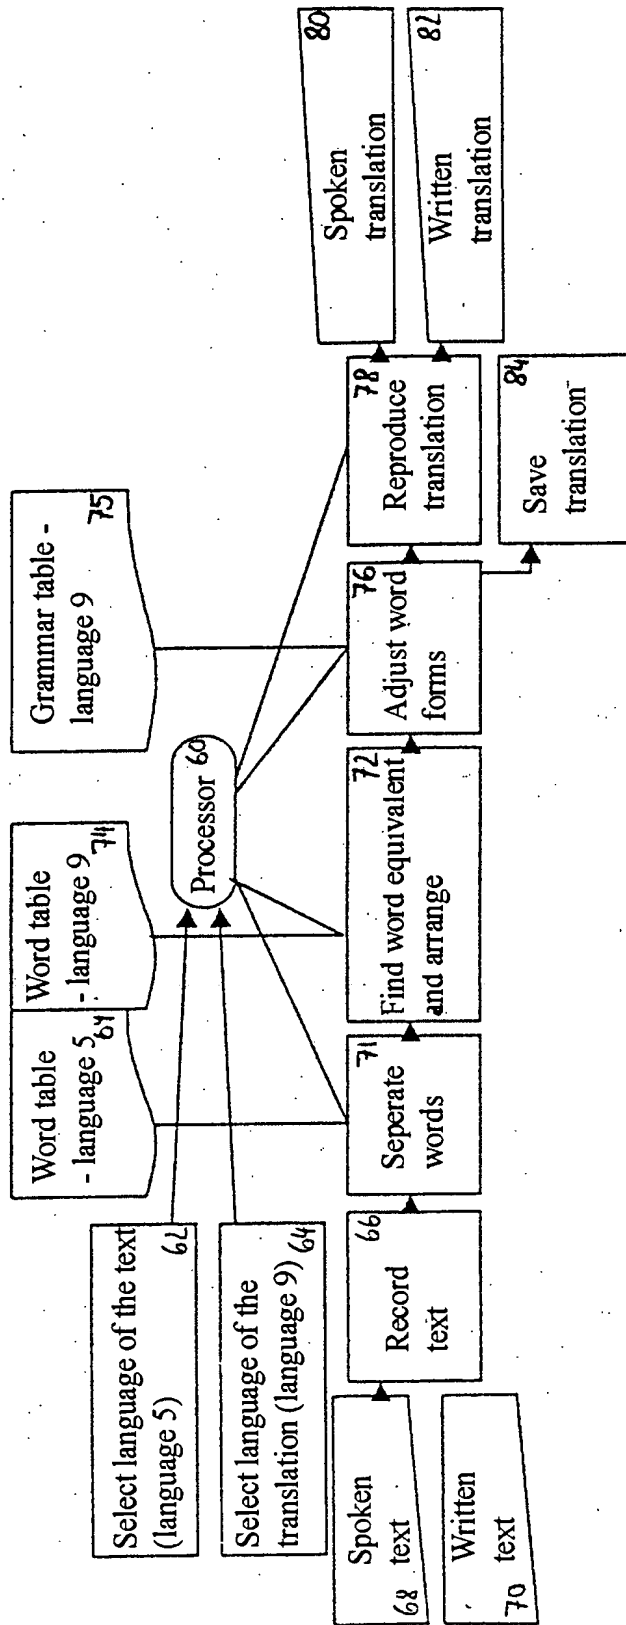 Word table
- language 5
64
Word table
- language 9
74
Grammar table -
language 9
75
Select language of the text
(language 5)
62
Select language of the
translation (language 9)
64
Processor 60
Spoken
text
68
Written
text
70
Record
text
66
Seperate
words
71
Find word equivalent
and arrange
72
Adjust word
forms
76
Reproduce
translation
78
Save
translation
84
Spoken
translation
80
Written
translation
82